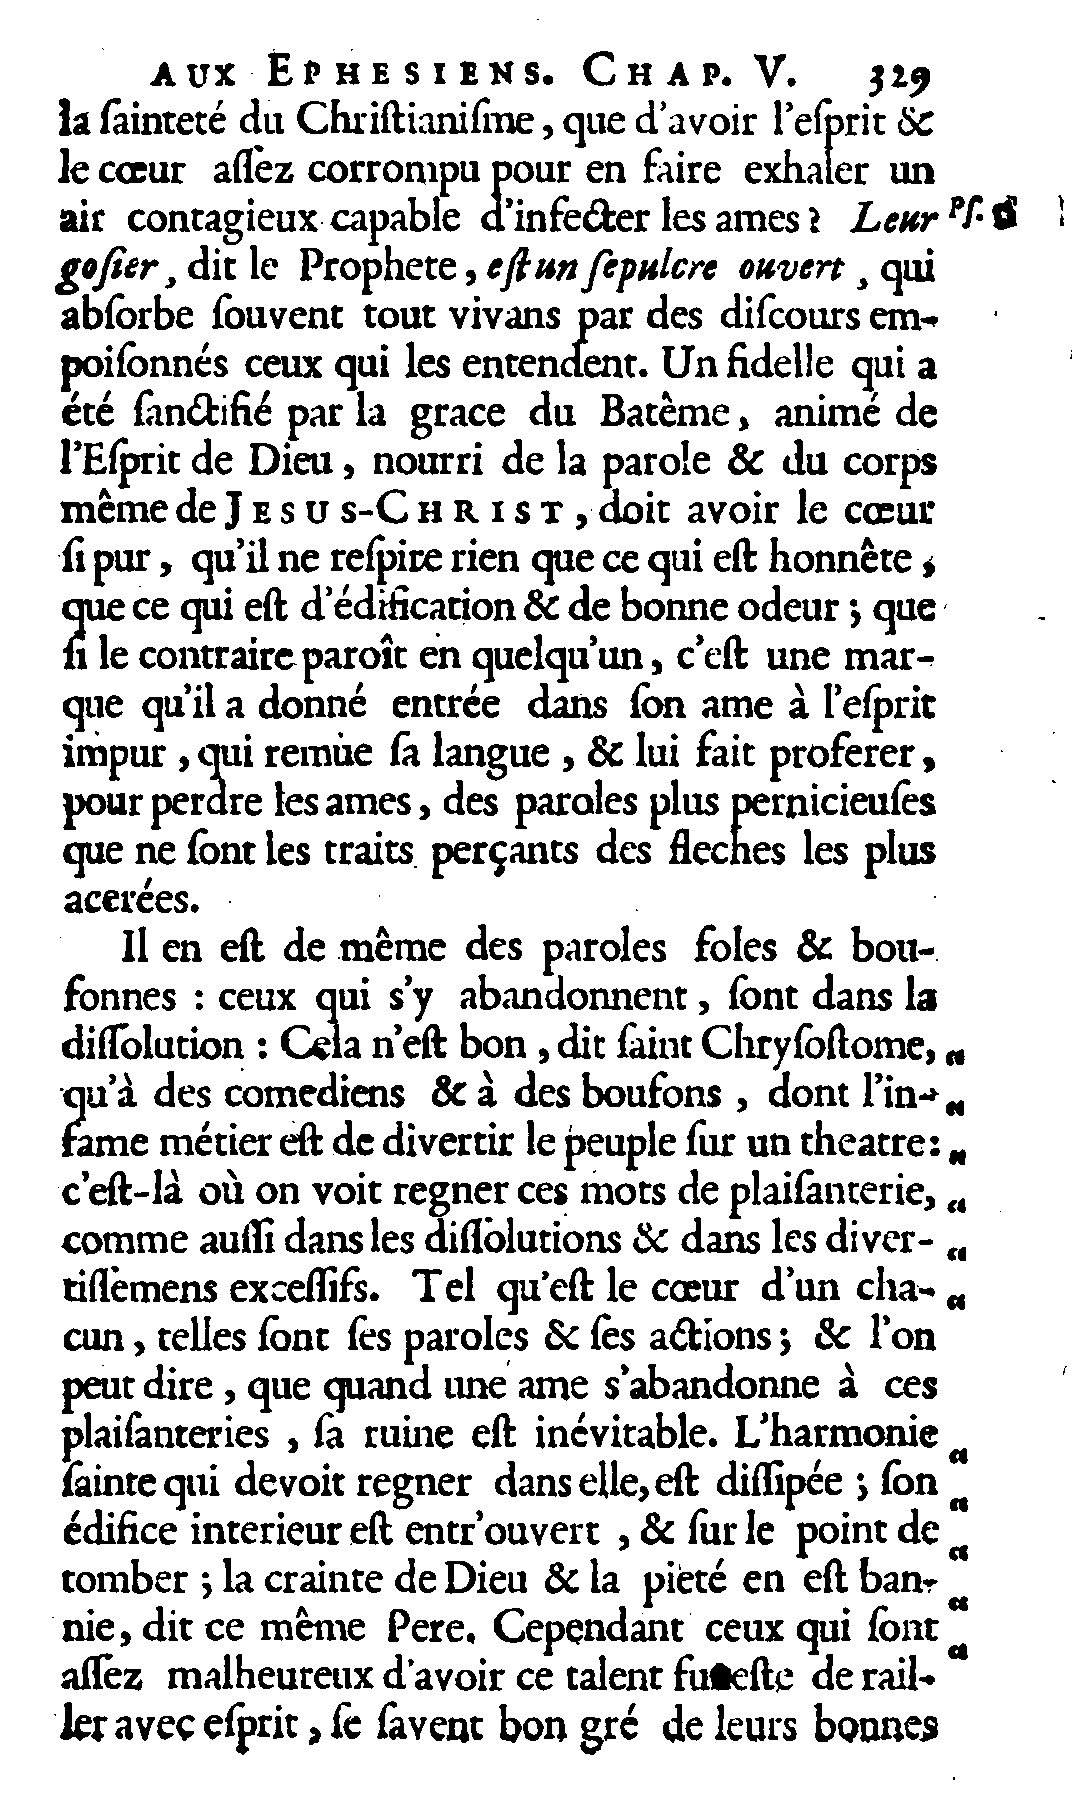 AUX EPHESIENS. CHAP. V. 329
la ſainteté du Chriſtianiſme, que d'avoir l'eſprit &
le cœur aſſez corrompu pour en faire exhaler un
air contagieux capable d'infecter les ames? Leur Pſ.
goſier, dit le Prophete, eſt un ſepulcre ouvert, qui
abſorbe ſouvent tout vivans par des diſcours em-
poiſonnés ceux qui les entendent. Un fidelle qui a
été ſanctifié par la grace du Batême, animé de
l'Eſprit de Dieu, nourri de la parole & du corps
même de JESUS-CHRIST, doit avoir le cœur
ſi pur, qu'il ne reſpire rien que ce qui eſt honnête,
que ce qui eſt d'édification & de bonne odeur; que
ſi le contraire paroît en quelqu'un, c'eſt une mar-
que qu'il a donné entrée dans ſon ame à l'eſprit
impur, qui remüe ſa langue, & lui fait proferer,
pour perdre les ames, des paroles plus pernicieuſes
que ne ſont les traits perçants des fleches les plus
acerées.
Il en eſt de même des paroles foles & bou-
fonnes : ceux qui s'y abandonnent, ſont dans la
diſſolution : Cela n'eſt bon, dit ſaint Chryſoſtome, "
qu'à des comediens & à des boufons, dont l'in- "
fame métier eſt de divertir le peuple ſur un theatre: "
c'eſt-là où on voit regner ces mots de plaiſanterie, "
comme auſſi dans les diſſolutions & dans les diver- "
tiſſemens exceſſifs. Tel qu'eſt le cœur d'un cha- "
cun, telles ſont ſes paroles & ſes actions; & l'on
peut dire, que quand une ame s'abandonne à ces
plaiſanteries, ſa ruine eſt inévitable. L'harmonie "
ſainte qui devoit regner dans elle, eſt diſſipée; ſon "
édifice interieur eſt entr'ouvert, & ſur le point de "
tomber; la crainte de Dieu & la pieté en eſt ban- "
nie, dit ce même Pere. Cependant ceux qui ſont "
aſſez malheureux d'avoir ce talent funeſte de rail-
ler avec eſprit, ſe ſavent bon gré de leurs bonnes